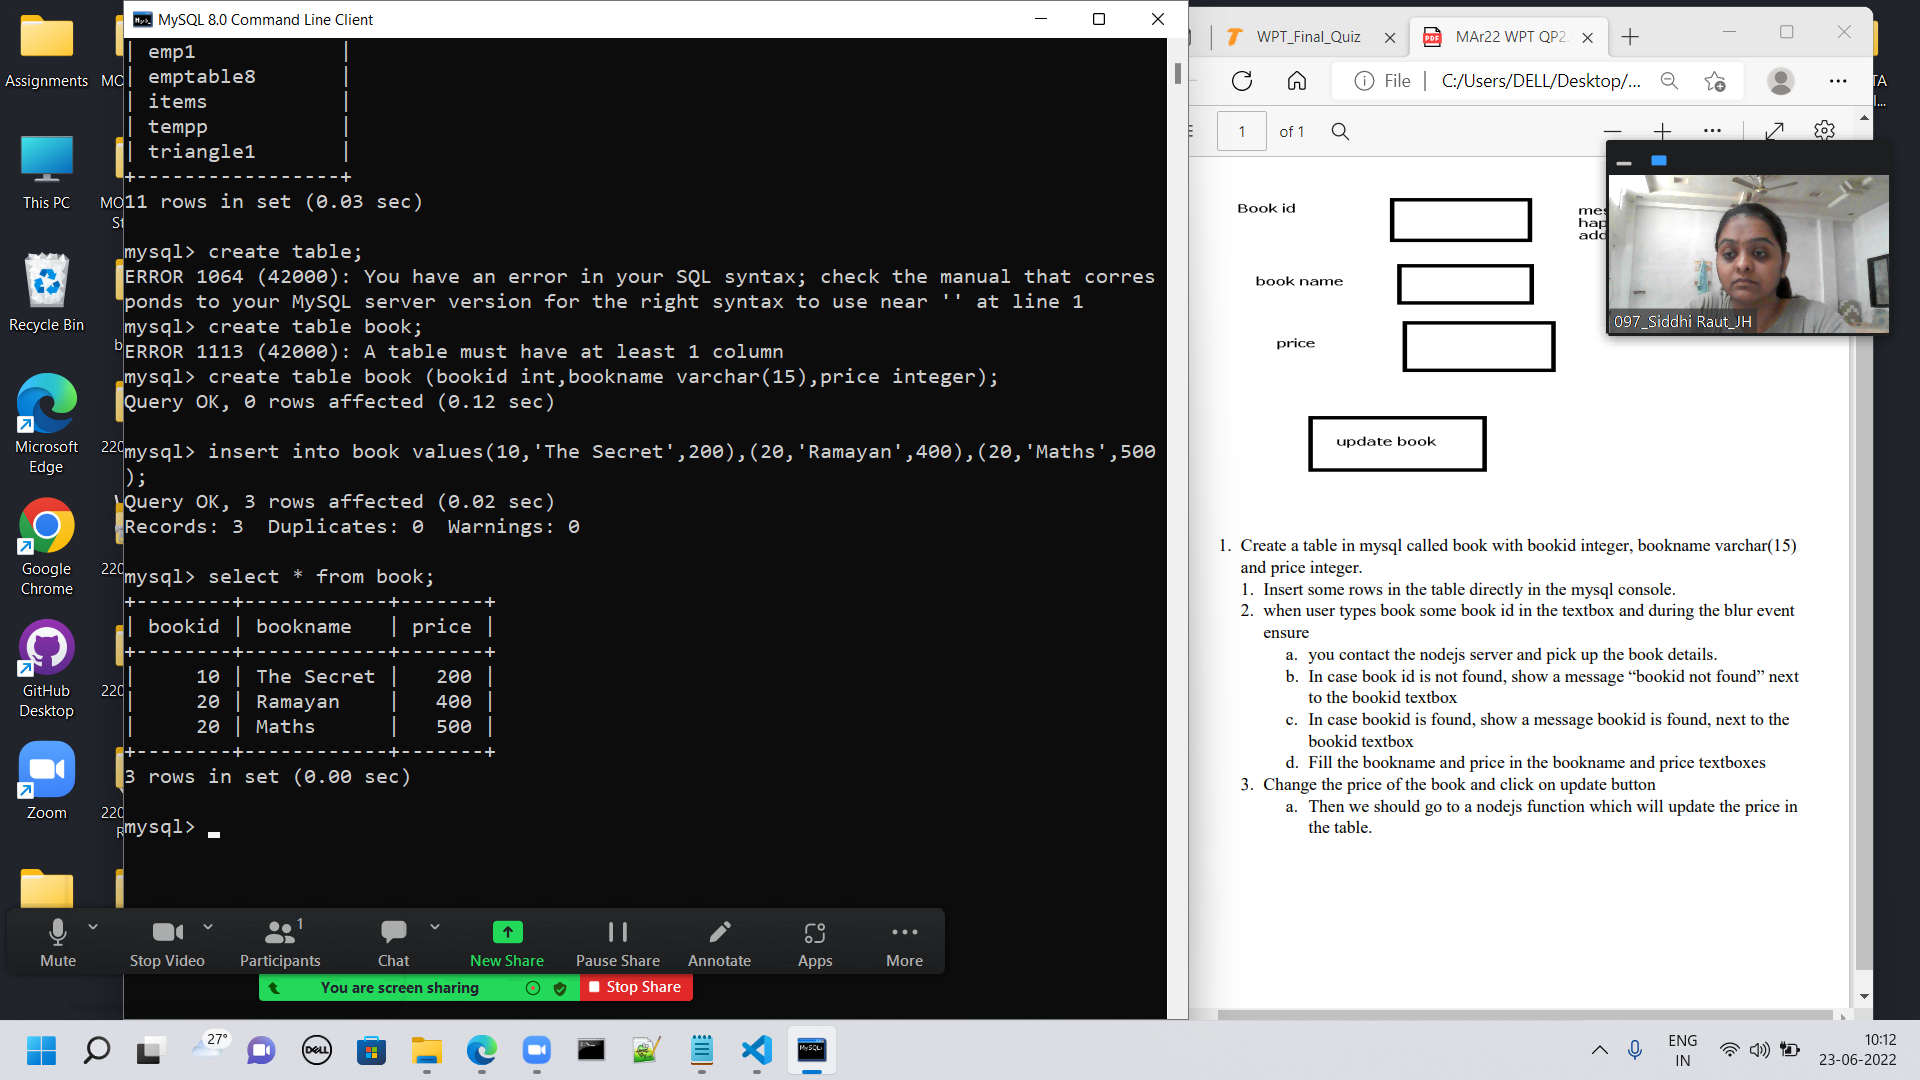 MySQL 8.0 Command Line Client
| emp1 |
| emptable8 |
| items |
| tempp |
| triangle1 |
+-----------------+
11 rows in set (0.03 sec)
mysql> create table;
ERROR 1064 (42000): You have an error in your SQL syntax; check the manual that corres
ponds to your MySQL server version for the right syntax to use near '' at line 1
mysql> create table book;
ERROR 1113 (42000): A table must have at least 1 column
mysql> create table book (bookid int,bookname varchar(15),price integer);
Query OK, 0 rows affected (0.12 sec)
mysql> insert into book values(10,'The Secret',200),(20,'Ramayan',400),(20,'Maths',500
);
Query OK, 3 rows affected (0.02 sec)
Records: 3 Duplicates: 0 Warnings: 0
mysql> select * from book;
+--------+------------+-------+
| bookid | bookname | price |
+--------+------------+-------+
| 10 | The Secret | 200 |
| 20 | Ramayan | 400 |
| 20 | Maths | 500 |
+--------+------------+-------+
3 rows in set (0.00 sec)
mysql>
Assignments
This PC
Recycle Bin
Microsoft
Edge
Google
Chrome
GitHub
Desktop
Zoom
MO
MO
St
b
220
220
220
220
R
WPT_Final_Quiz
MAr22 WPT QP2
File
C:/Users/DELL/Desktop/...
1
of 1
Book id
mes
hap
add
book name
price
update book
097_Siddhi Raut_JH
1. Create a table in mysql called book with bookid integer, bookname varchar(15)
and price integer.
1. Insert some rows in the table directly in the mysql console.
2. when user types book some book id in the textbox and during the blur event
ensure
a. you contact the nodejs server and pick up the book details.
b. In case book id is not found, show a message “bookid not found” next
to the bookid textbox
c. In case bookid is found, show a message bookid is found, next to the
bookid textbox
d. Fill the bookname and price in the bookname and price textboxes
3. Change the price of the book and click on update button
a. Then we should go to a nodejs function which will update the price in
the table.
Mute
Stop Video
1
Participants
Chat
New Share
Pause Share
Annotate
Apps
More
You are screen sharing
Stop Share
27°
DELL
PDF
MySQL
ENG
IN
10:12
23-06-2022